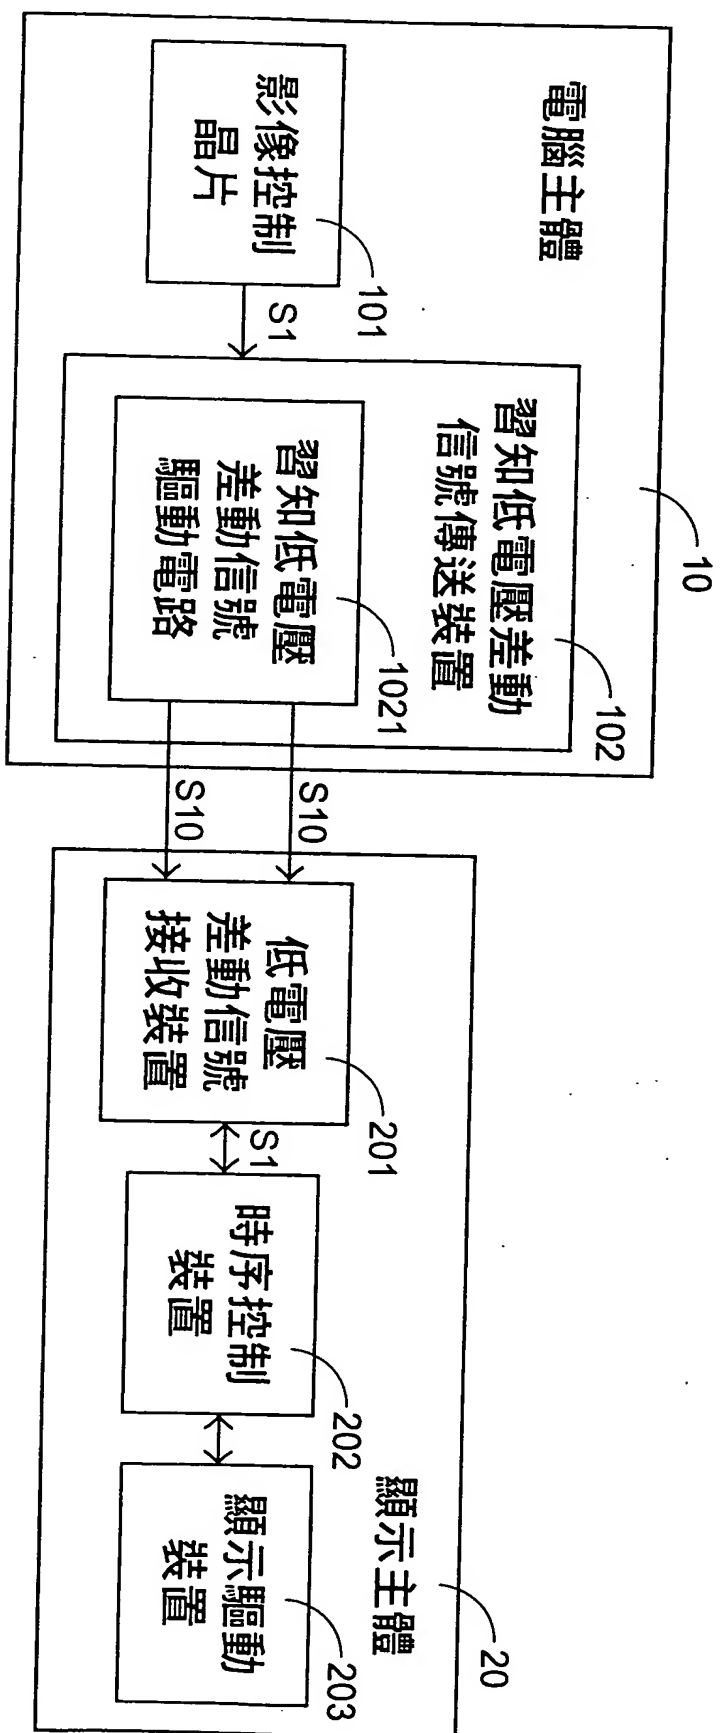 電腦主體
10
影像控制
晶片
101
S1
習知低電壓差動
信號傳送裝置
102
習知低電壓
差動信號
驅動電路
1021
S10
S10
顯示主體
20
低電壓
差動信號
接收裝置
201
S1
時序控制
裝置
202
顯示驅動
裝置
203